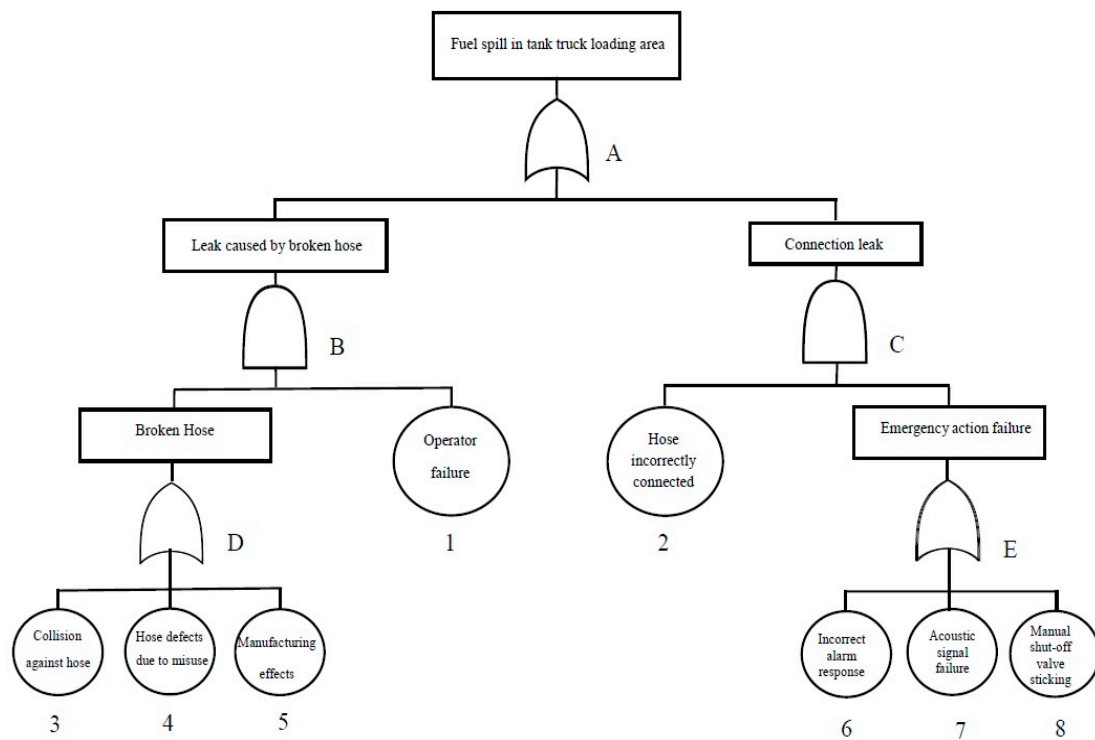 Fuel spill in tank truck loading area
A
Leak caused by broken hose
Connection leak
B
C
Broken Hose
Operator
failure
Hose
incorrectly
connected
Emergency action failure
D
1
2
E
Collision
against hose
Hose defects
due to misuse
Manufacturing
effects
Incorrect
alarm
response
Acoustic
signal
failure
Manual
shut-off
valve
sticking
3
4
5
6
7
8